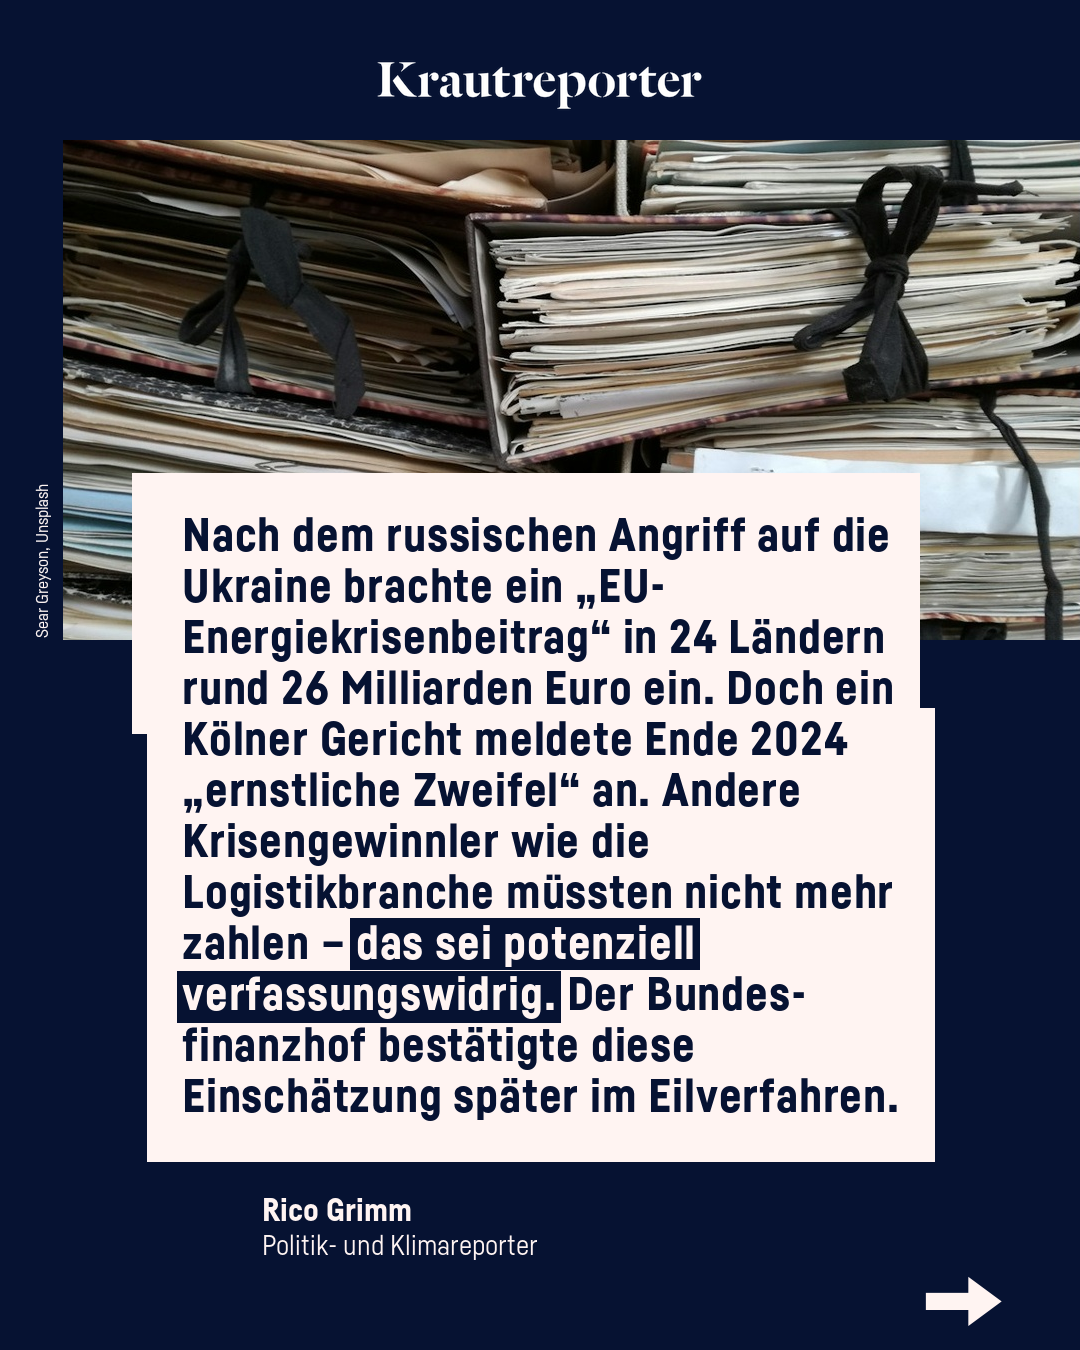 Krautreporter
Sear Greyson, Unsplash
Nach dem russischen Angriff auf die
Ukraine brachte ein „EU-
Energiekrisenbeitrag“ in 24 Ländern
rund 26 Milliarden Euro ein. Doch ein
Kölner Gericht meldete Ende 2024
„ernstliche Zweifel“ an. Andere
Krisengewinnler wie die
Logistikbranche müssten nicht mehr
zahlen – das sei potenziell
verfassungswidrig. Der Bundes-
finanzhof bestätigte diese
Einschätzung später im Eilverfahren.
Rico Grimm
Politik- und Klimareporter